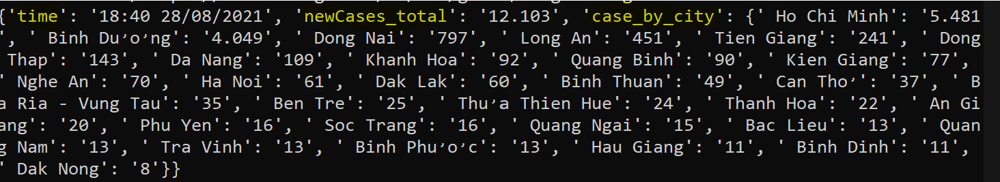 {'time': '18:40 28/08/2021', 'newCases_total': '12.103', 'case_by_city': {' Ho Chi Minh': '5.481
', ' Binh Dương': '4.049', ' Dong Nai': '797', ' Long An': '451', ' Tien Giang': '241', ' Dong
 Thap': '143', ' Da Nang': '109', ' Khanh Hoa': '92', ' Quang Binh': '90', ' Kien Giang': '77',
' Nghe An': '70', ' Ha Noi': '61', ' Dak Lak': '60', ' Binh Thuan': '49', ' Can Thơ': '37', ' B
a Ria - Vung Tau': '35', ' Ben Tre': '25', ' Thưa Thien Hue': '24', ' Thanh Hoa': '22', ' An Gi
ang': '20', ' Phu Yen': '16', ' Soc Trang': '16', ' Quang Ngai': '15', ' Bac Lieu': '13', ' Quan
g Nam': '13', ' Tra Vinh': '13', ' Binh Phươc': '13', ' Hau Giang': '11', ' Binh Dinh': '11',
' Dak Nong': '8'}}